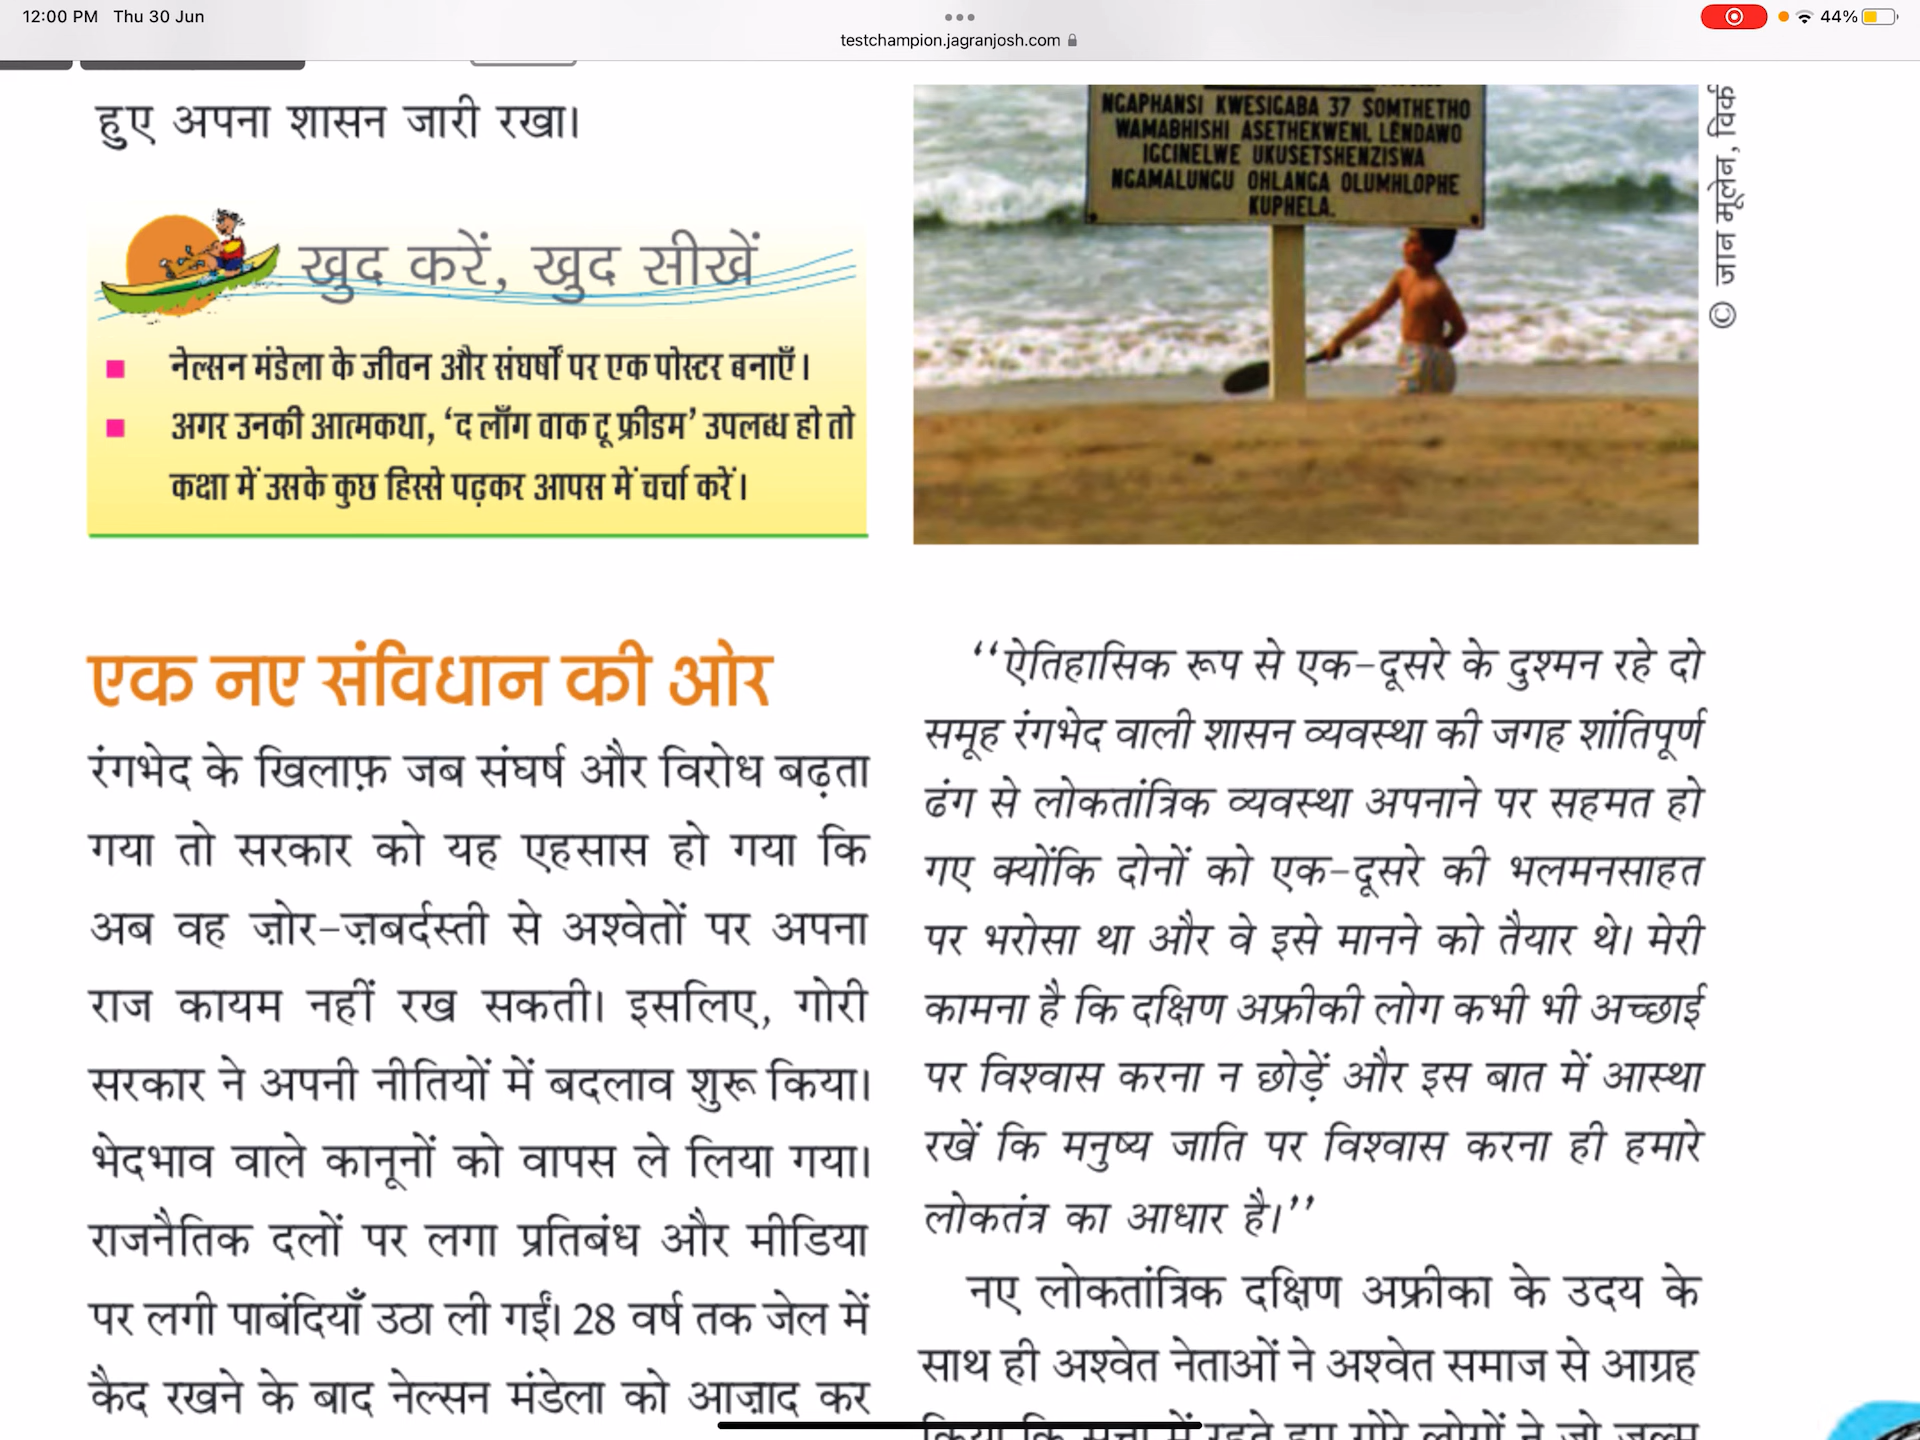 12:00 PM Thu 30 Jun
44%
testchampion.jagranjosh.com
हुए अपना शासन जारी रखा।
खुद करें, खुद सीखें
नेल्सन मंडेला के जीवन और संघर्षों पर एक पोस्टर बनाएँ।
अगर उनकी आत्मकथा, ‘द लाँग वाक टू फ्रीडम’ उपलब्ध हो तो
कक्षा में उसके कुछ हिस्से पढ़कर आपस में चर्चा करें।
NGAPHANSI KWESIGABA 37 SOMTHETHO
WAMABHISHI ASETHEKWENI, LENDAWO
IGCINELWE UKUSETSHENZISWA
NGAMALUNGU OHLANGA OLUMHLOPHE
KUPHELA.
© जान मूलेन,
एक नए संविधान की ओर
रंगभेद के खिलाफ़ जब संघर्ष और विरोध बढ़ता
गया तो सरकार को यह एहसास हो गया कि
अब वह ज़ोर-ज़बर्दस्ती से अश्वेतों पर अपना
राज कायम नहीं रख सकती। इसलिए, गोरी
सरकार ने अपनी नीतियों में बदलाव शुरू किया।
भेदभाव वाले कानूनों को वापस ले लिया गया।
राजनैतिक दलों पर लगा प्रतिबंध और मीडिया
पर लगी पाबंदियाँ उठा ली गईं। 28 वर्ष तक जेल में
कैद रखने के बाद नेल्सन मंडेला को आज़ाद कर
‘‘ऐतिहासिक रूप से एक-दूसरे के दुश्मन रहे दो
समूह रंगभेद वाली शासन व्यवस्था की जगह शांतिपूर्ण
ढंग से लोकतांत्रिक व्यवस्था अपनाने पर सहमत हो
गए क्योंकि दोनों को एक-दूसरे की भलमनसाहत
पर भरोसा था और वे इसे मानने को तैयार थे। मेरी
कामना है कि दक्षिण अफ्रीकी लोग कभी भी अच्छाई
पर विश्वास करना न छोड़ें और इस बात में आस्था
रखें कि मनुष्य जाति पर विश्वास करना ही हमारे
लोकतंत्र का आधार है।’’
नए लोकतांत्रिक दक्षिण अफ्रीका के उदय के
साथ ही अश्वेत नेताओं ने अश्वेत समाज से आग्रह
किया कि सत्ता में रहते हुए गोरे लोगों ने जो जुल्म